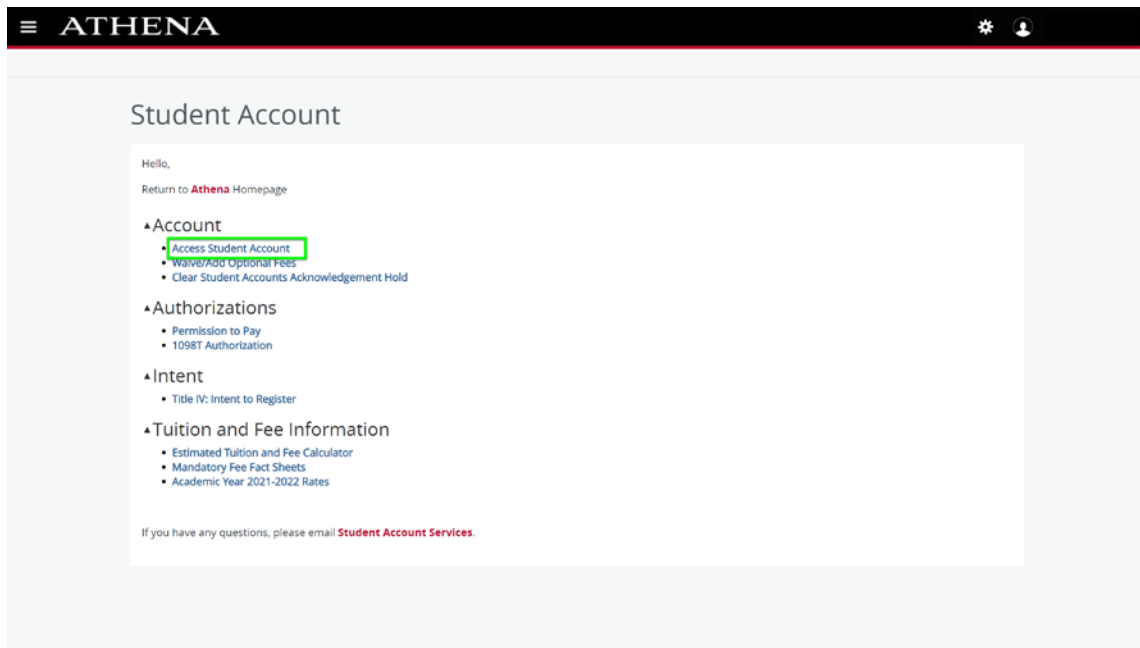 ATHENA
Student Account
Hello,
Return to Athena Homepage
Account
Access Student Account
Waive/Add Optional Fees
Clear Student Accounts Acknowledgement Hold
Authorizations
Permission to Pay
1098T Authorization
Intent
Title IV: Intent to Register
Tuition and Fee Information
Estimated Tuition and Fee Calculator
Mandatory Fee Fact Sheets
Academic Year 2021-2022 Rates
If you have any questions, please email Student Account Services.